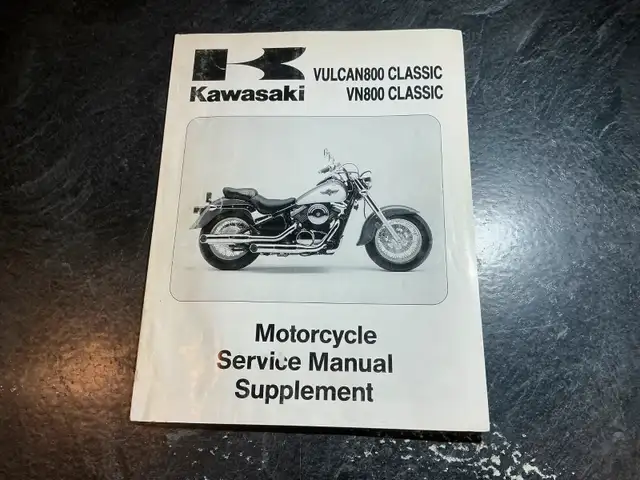 VULCAN800 CLASSIC
Kawasaki
VN800 CLASSIC
Motorcycle
Service Manual
Supplement